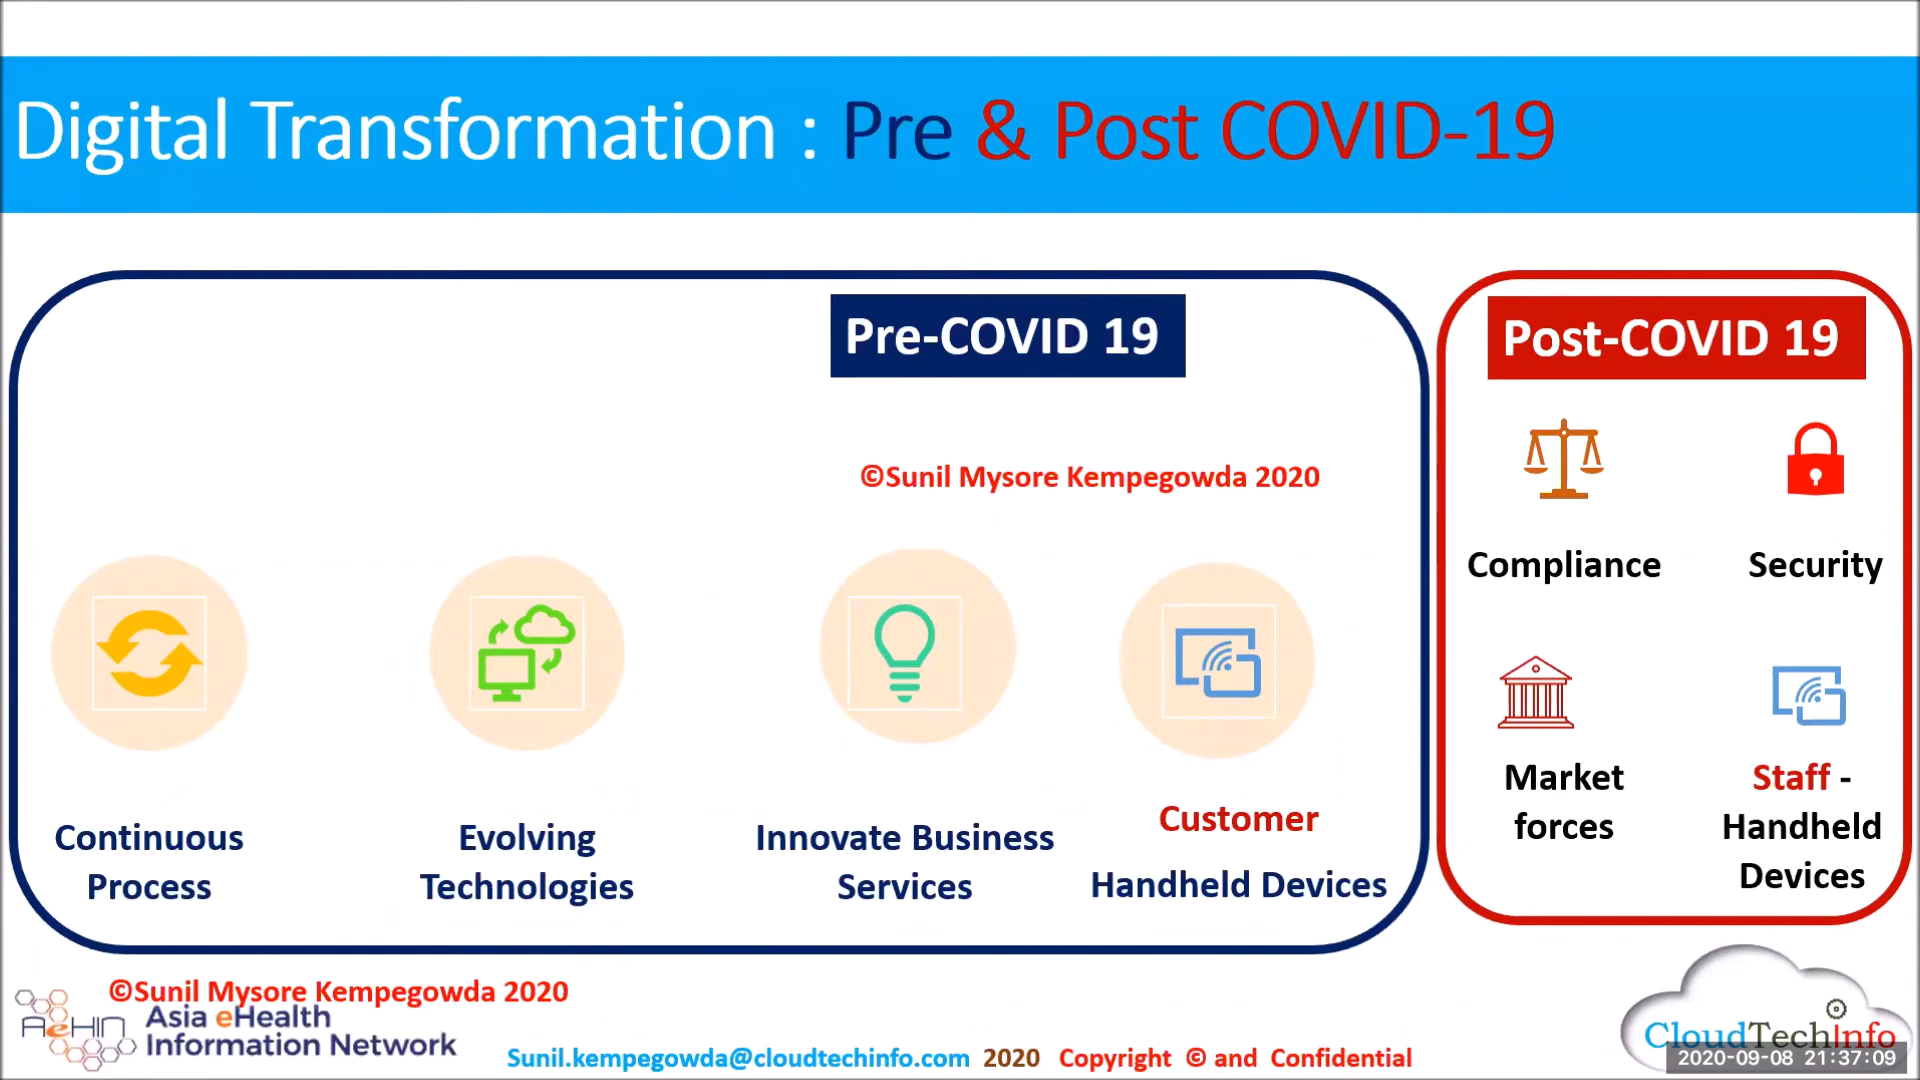 Digital Transformation : Pre & Post COVID-19
Pre-COVID 19
©Sunil Mysore Kempegowda 2020
Continuous
Process
Evolving
Technologies
Innovate Business
Services
Customer
Handheld Devices
Post-COVID 19
Compliance
Security
Market
forces
Staff -
Handheld
Devices
©Sunil Mysore Kempegowda 2020
AeHIN
Asia eHealth
Information Network
Sunil.kempegowda@cloudtechinfo.com 2020 Copyright © and Confidential
CloudTechInfo
2020-09-08 21:37:09